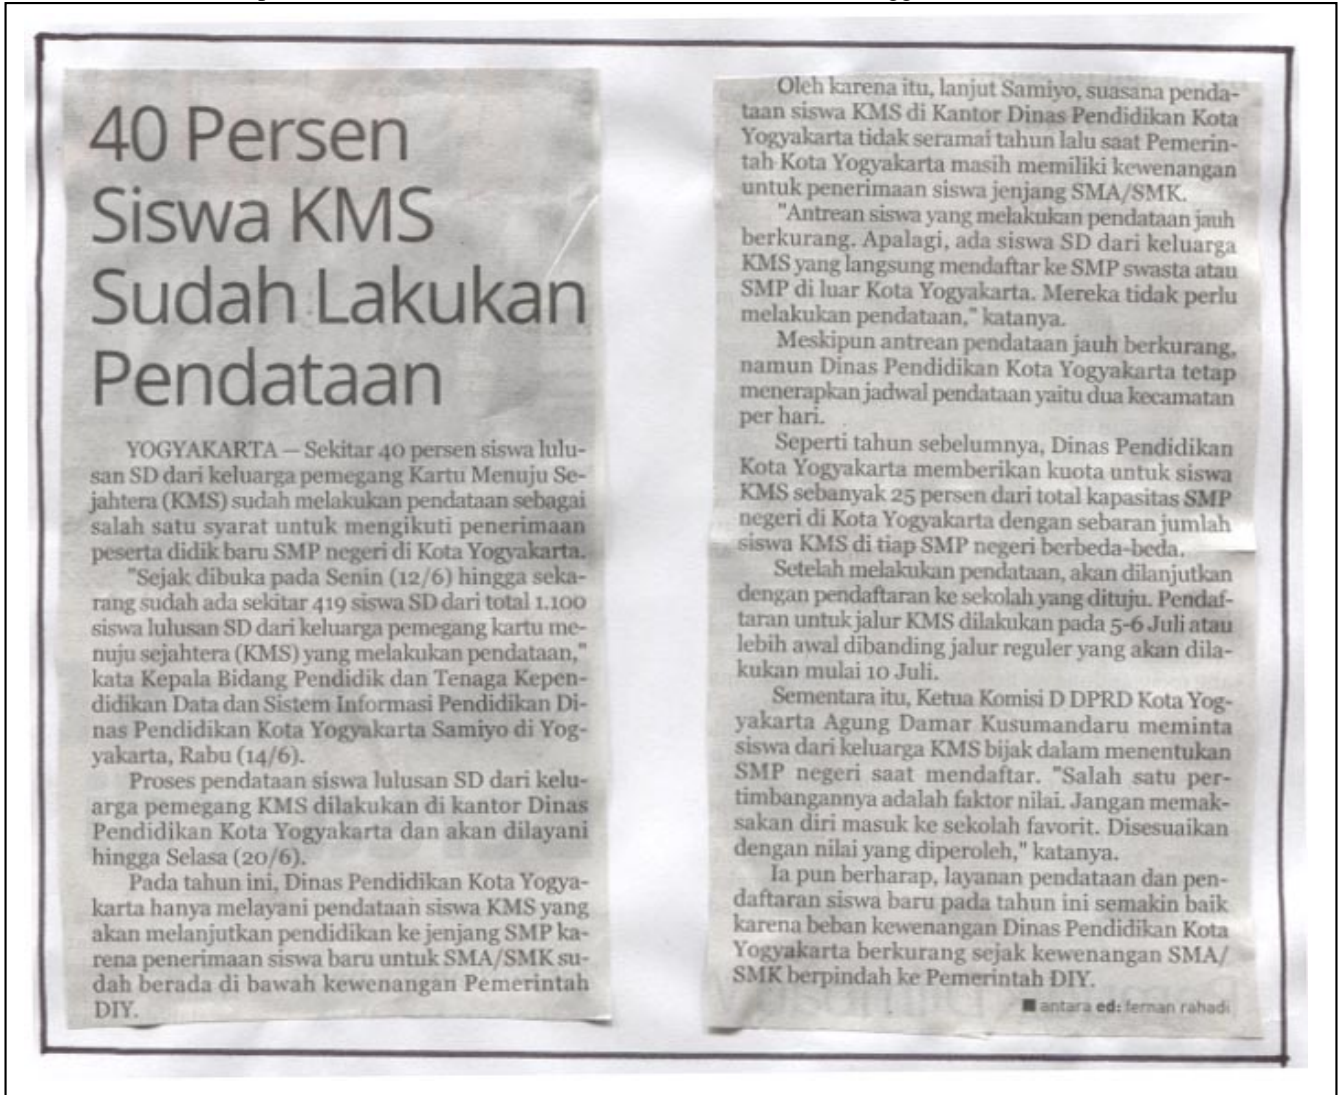 40 Persen
Siswa KMS
Sudah Lakukan
Pendataan
YOGYAKARTA — Sekitar 40 persen siswa lulu-
san SD dari keluarga pemegang Kartu Menuju Se-
jahtera (KMS) sudah melakukan pendataan sebagai
salah satu syarat untuk mengikuti penerimaan
peserta didik baru SMP negeri di Kota Yogyakarta.
"Sejak dibuka pada Senin (12/6) hingga seka-
rang sudah ada sekitar 419 siswa SD dari total 1.100
siswa lulusan SD dari keluarga pemegang kartu me-
nuju sejahtera (KMS) yang melakukan pendataan,"
kata Kepala Bidang Pendidik dan Tenaga Kepen-
didikan Data dan Sistem Informasi Pendidikan Di-
nas Pendidikan Kota Yogyakarta Samiyo di Yog-
yakarta, Rabu (14/6).
Proses pendataan siswa lulusan SD dari kelu-
arga pemegang KMS dilakukan di kantor Dinas
Pendidikan Kota Yogyakarta dan akan dilayani
hingga Selasa (20/6).
Pada tahun ini, Dinas Pendidikan Kota Yogya-
karta hanya melayani pendataan siswa KMS yang
akan melanjutkan pendidikan ke jenjang SMP ka-
rena penerimaan siswa baru untuk SMA/SMK su-
dah berada di bawah kewenangan Pemerintah
DIY.
Oleh karena itu, lanjut Samiyo, suasana penda-
taan siswa KMS di Kantor Dinas Pendidikan Kota
Yogyakarta tidak seramai tahun lalu saat Pemerin-
tah Kota Yogyakarta masih memiliki kewenangan
untuk penerimaan siswa jenjang SMA/SMK.
"Antrean siswa yang melakukan pendataan jauh
berkurang. Apalagi, ada siswa SD dari keluarga
KMS yang langsung mendaftar ke SMP swasta atau
SMP di luar Kota Yogyakarta. Mereka tidak perlu
melakukan pendataan," katanya.
Meskipun antrean pendataan jauh berkurang,
namun Dinas Pendidikan Kota Yogyakarta tetap
menerapkan jadwal pendataan yaitu dua kecamatan
per hari.
Seperti tahun sebelumnya, Dinas Pendidikan
Kota Yogyakarta memberikan kuota untuk siswa
KMS sebanyak 25 persen dari total kapasitas SMP
negeri di Kota Yogyakarta dengan sebaran jumlah
siswa KMS di tiap SMP negeri berbeda-beda.
Setelah melakukan pendataan, akan dilanjutkan
dengan pendaftaran ke sekolah yang dituju. Pendaf-
taran untuk jalur KMS dilakukan pada 5-6 Juli atau
lebih awal dibanding jalur reguler yang akan dila-
kukan mulai 10 Juli.
Sementara itu, Ketua Komisi D DPRD Kota Yog-
yakarta Agung Damar Kusumandaru meminta
siswa dari keluarga KMS bijak dalam menentukan
SMP negeri saat mendaftar. "Salah satu per-
timbangannya adalah faktor nilai. Jangan memak-
sakan diri masuk ke sekolah favorit. Disesuaikan
dengan nilai yang diperoleh," katanya.
Ia pun berharap, layanan pendataan dan pen-
daftaran siswa baru pada tahun ini semakin baik
karena beban kewenangan Dinas Pendidikan Kota
Yogyakarta berkurang sejak kewenangan SMA/
SMK berpindah ke Pemerintah DIY.
■ antara ed: fernan rahadi